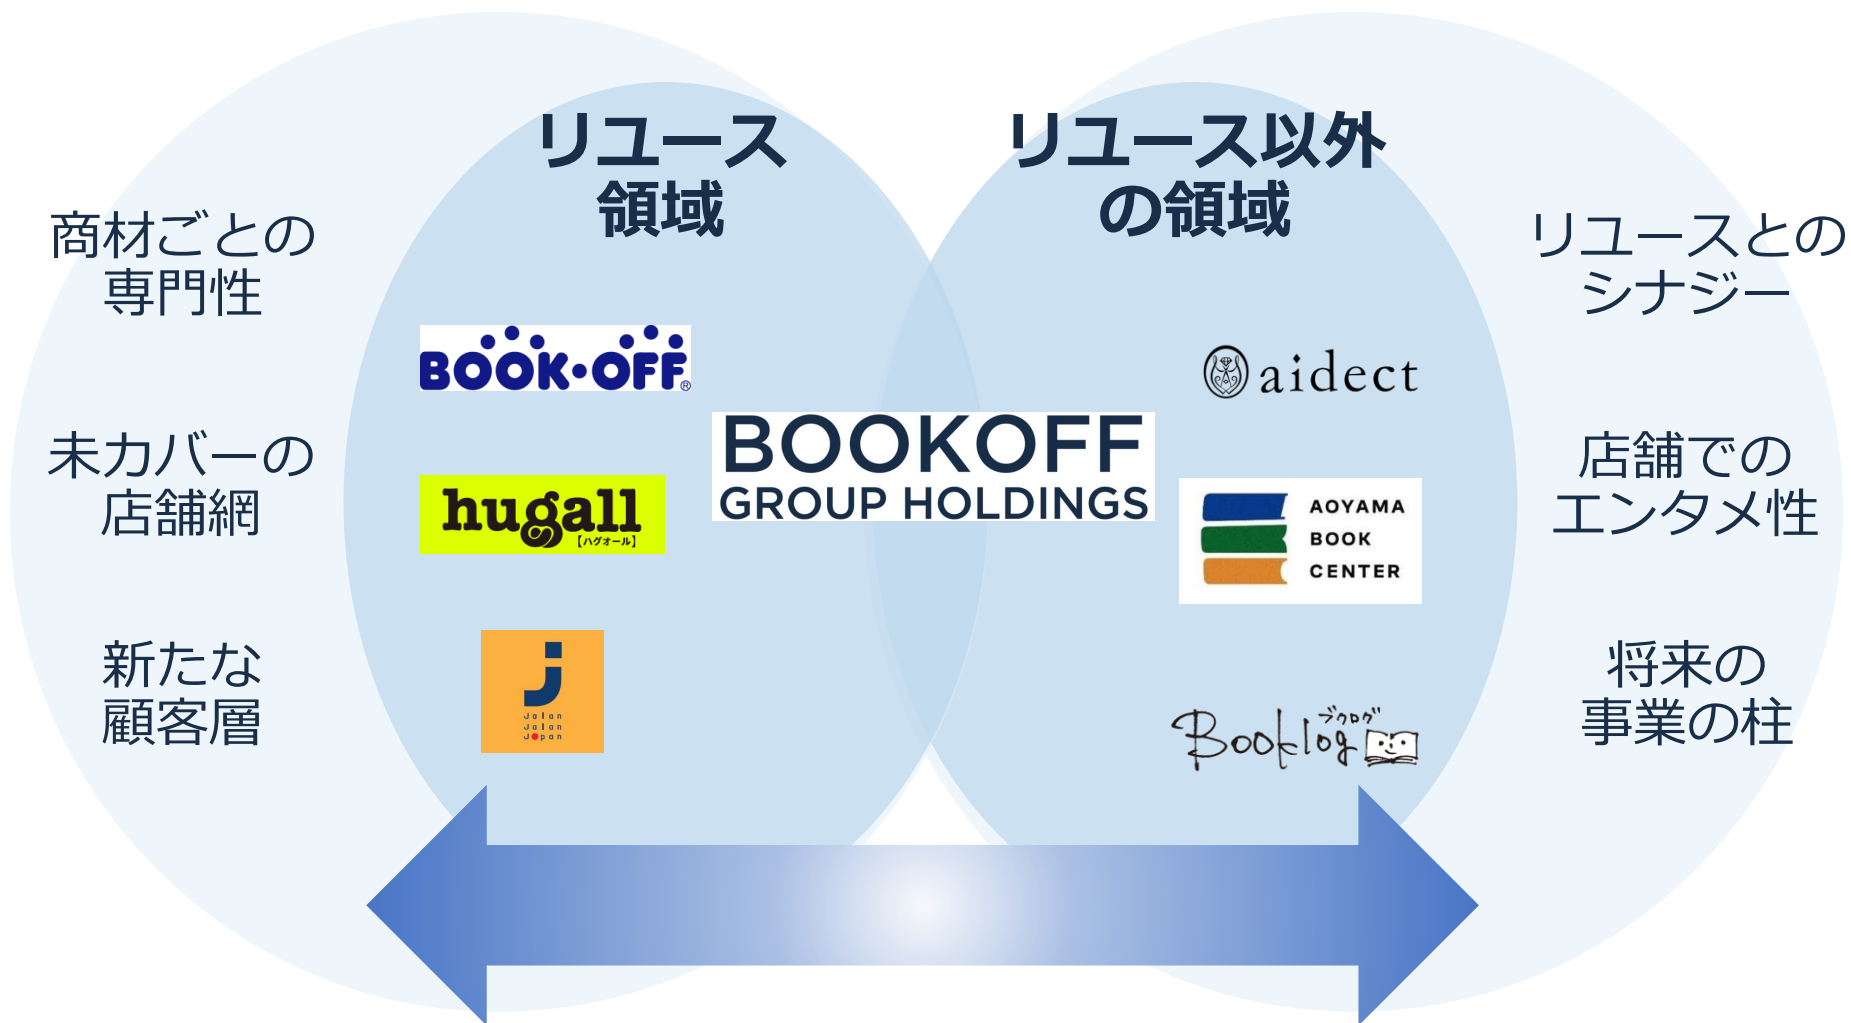 リユース
領域
リユース以外
の領域
商材ごとの
専門性
未カバーの
店舗網
新たな
顧客層
BOOK・OFF®
hugall
【ハグオール】
Jalan
Jalan
Japan
BOOKOFF
GROUP HOLDINGS
aidect
AOYAMA
BOOK
CENTER
ブクログ
Booklog
リユースとの
シナジー
店舗での
エンタメ性
将来の
事業の柱